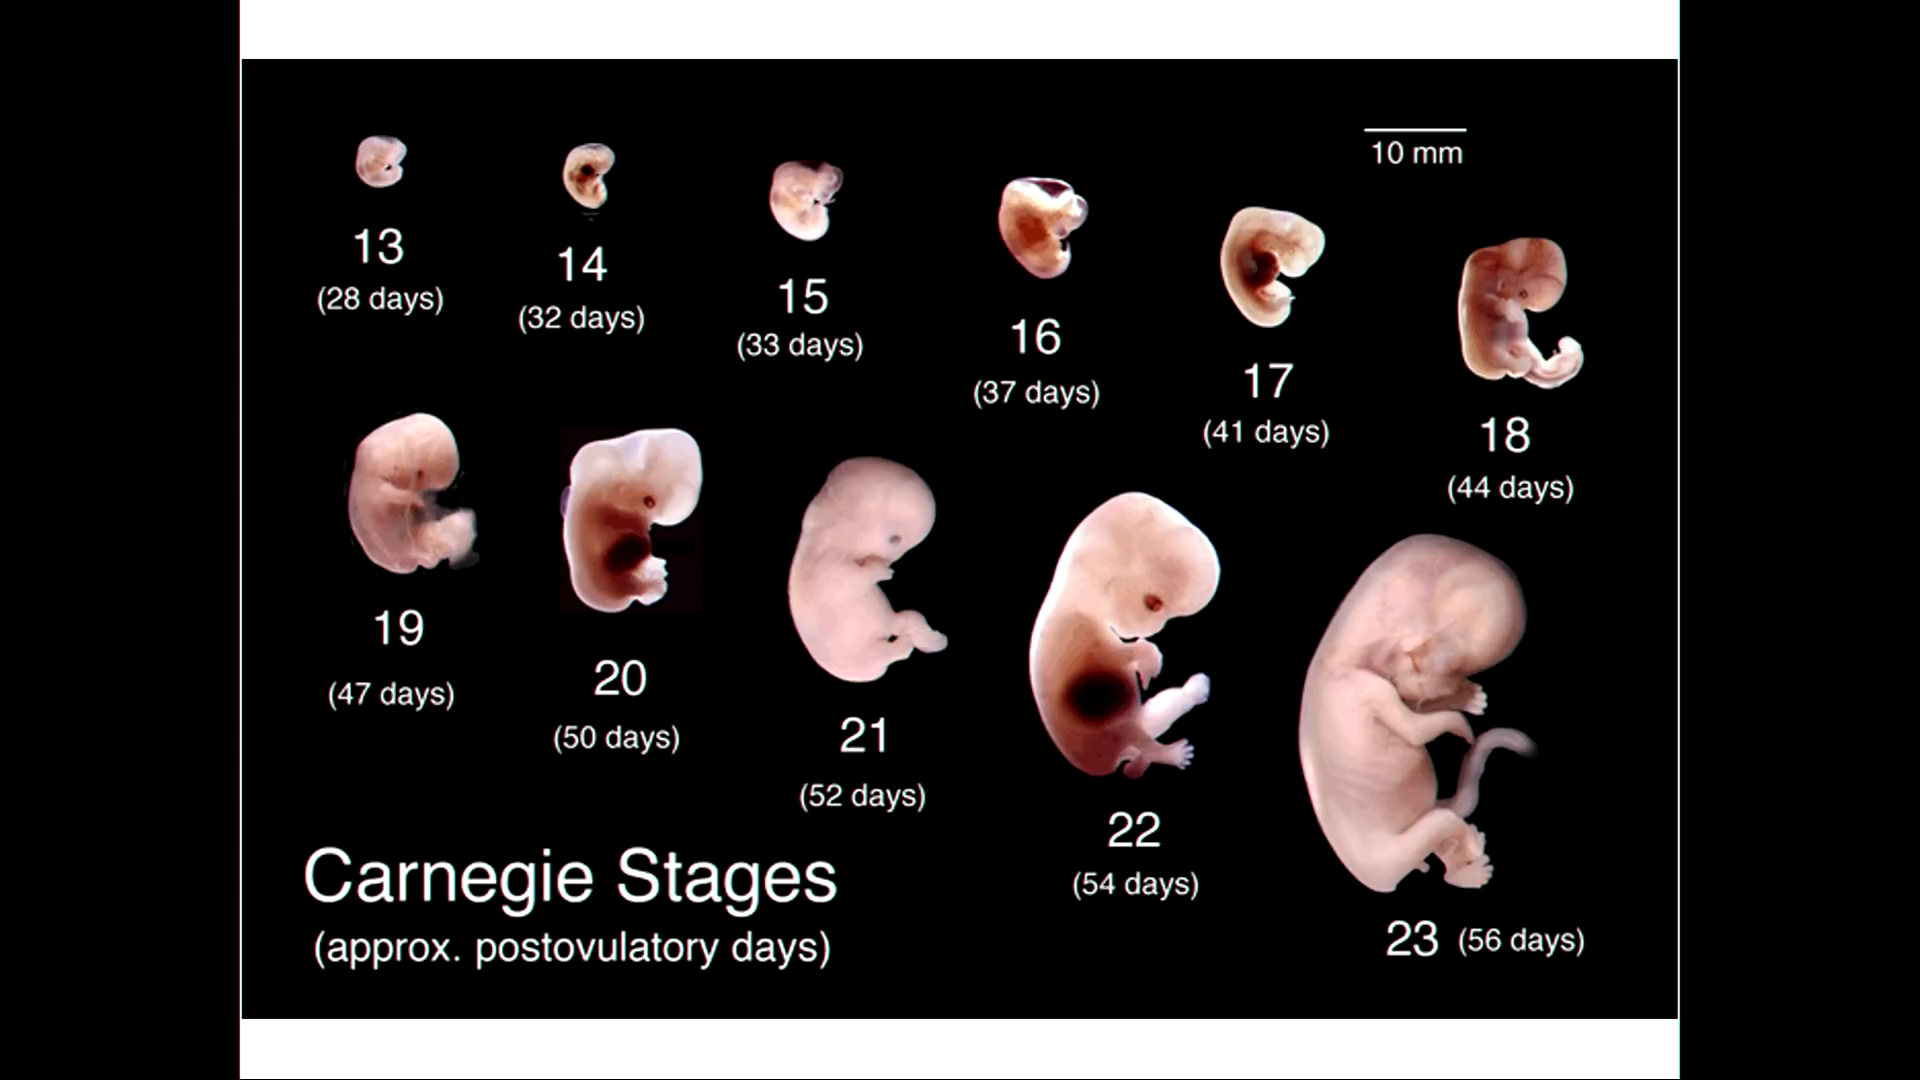 10 mm
13
(28 days)
14
(32 days)
15
(33 days)
16
(37 days)
17
(41 days)
18
(44 days)
19
(47 days)
20
(50 days)
21
(52 days)
22
(54 days)
23 (56 days)
Carnegie Stages
(approx. postovulatory days)